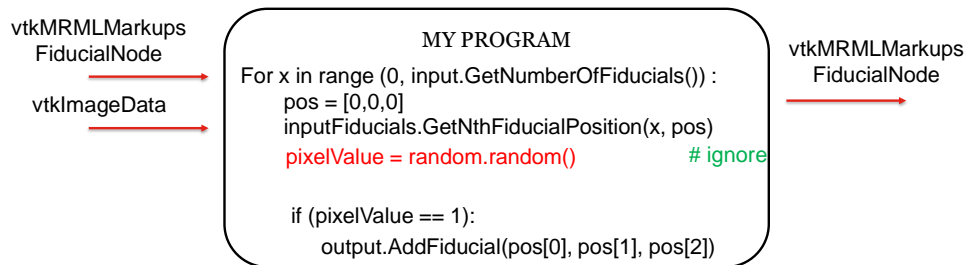 vtkMRMLMarkups
FiducialNode
vtkImageData
MY PROGRAM
For x in range (0, input.GetNumberOfFiducials()) :
pos = [0,0,0]
inputFiducials.GetNthFiducialPosition(x, pos)
pixelValue = random.random() # ignore
if (pixelValue == 1):
output.AddFiducial(pos[0], pos[1], pos[2])
vtkMRMLMarkups
FiducialNode